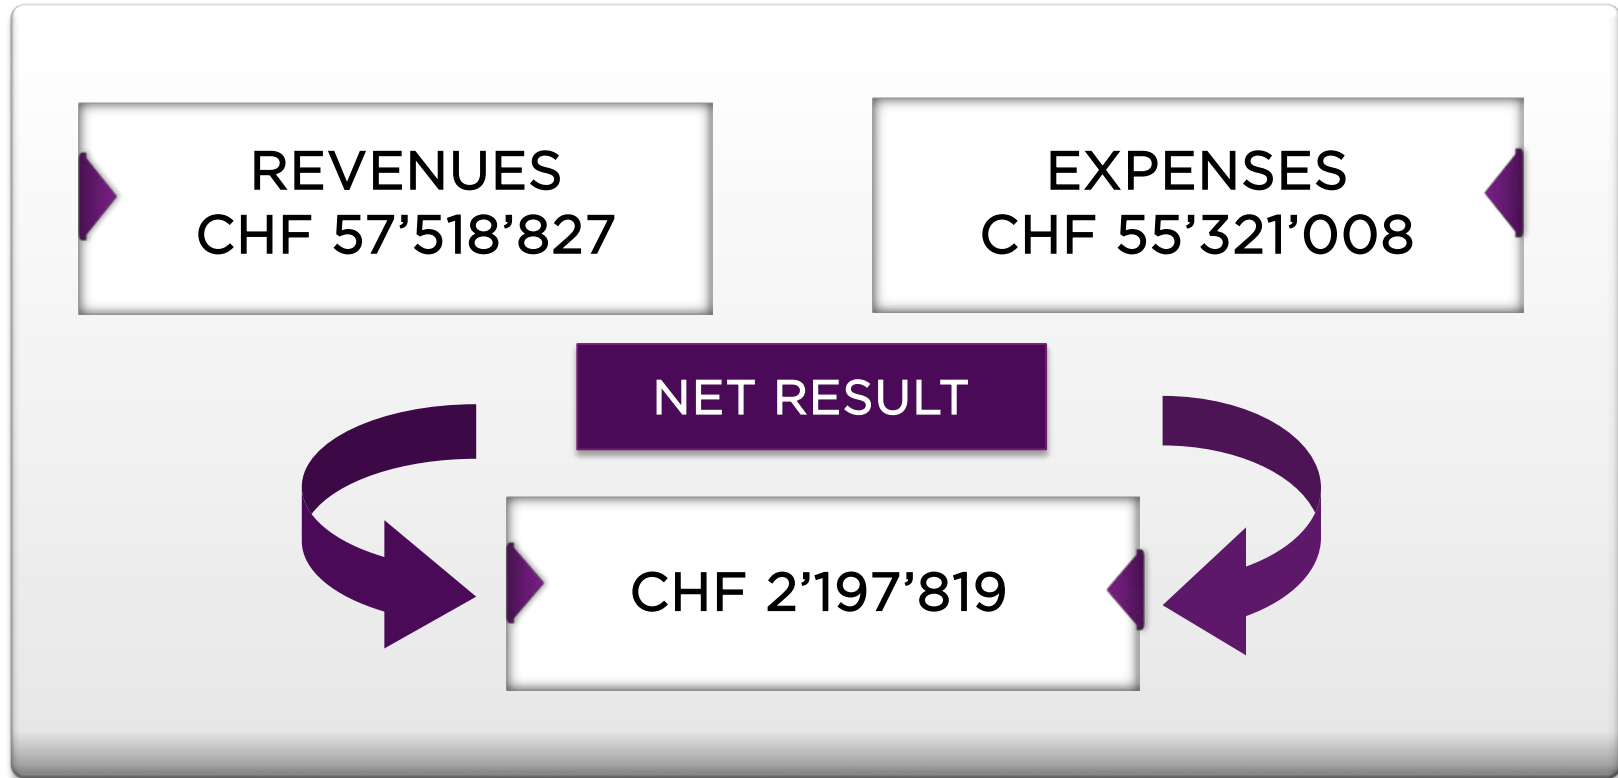 REVENUES
CHF 57’518’827
EXPENSES
CHF 55’321’008
NET RESULT
CHF 2’197’819